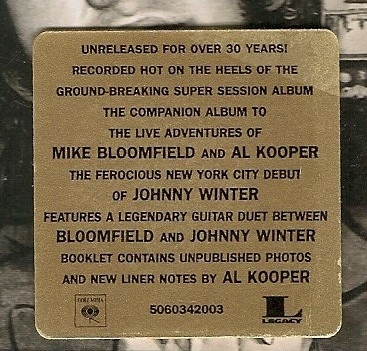 UNRELEASED FOR OVER 30 YEARS!
RECORDED HOT ON THE HEELS OF THE
GROUND-BREAKING SUPER SESSION ALBUM
THE COMPANION ALBUM TO
THE LIVE ADVENTURES OF
MIKE BLOOMFIELD AND AL KOOPER
THE FEROCIOUS NEW YORK CITY DEBUT
OF JOHNNY WINTER
FEATURES A LEGENDARY GUITAR DUET BETWEEN
BLOOMFIELD AND JOHNNY WINTER
BOOKLET CONTAINS UNPUBLISHED PHOTOS
AND NEW LINER NOTES BY AL KOOPER
COLUMBIA
5060342003
L
LEGACY